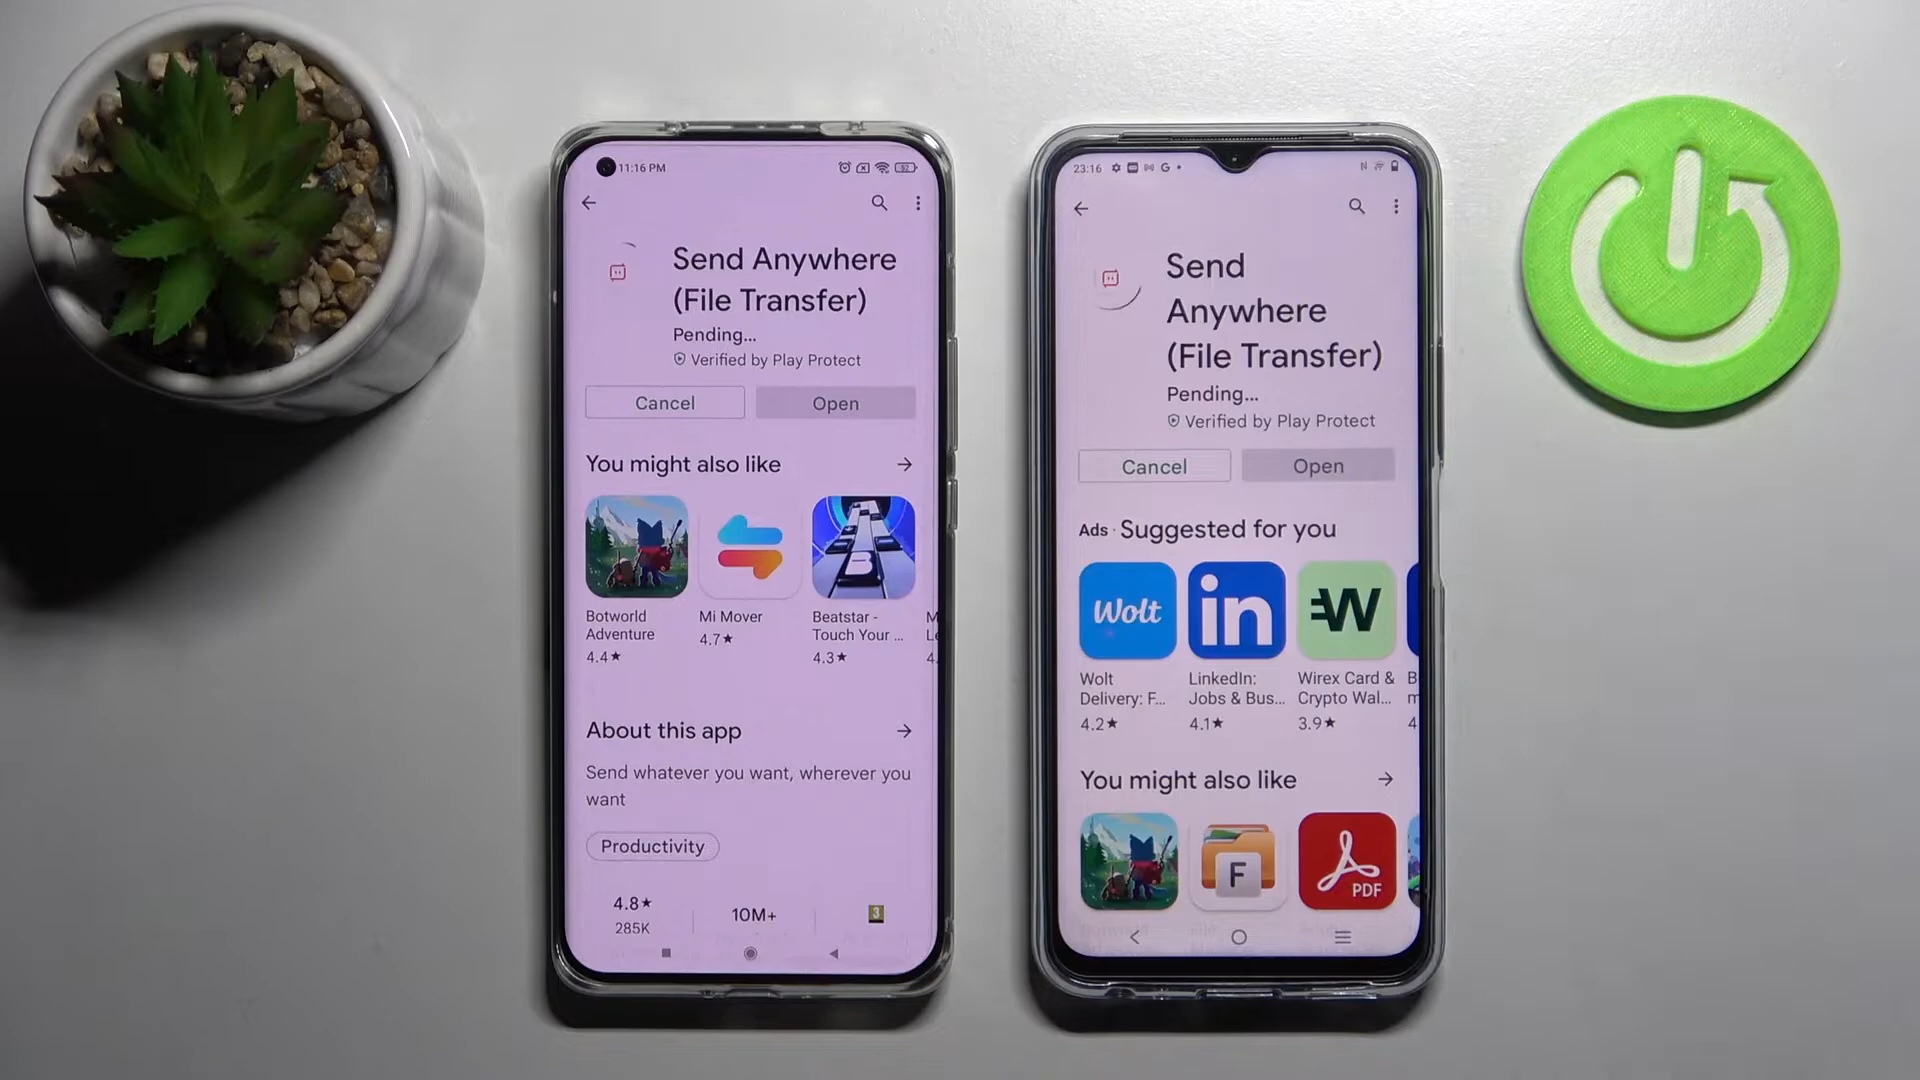 11:16 PM
52
Send Anywhere
(File Transfer)
Pending...
Verified by Play Protect
Cancel
Open
You might also like
B
Botworld
Adventure
4.4★
Mi Mover
4.7★
Beatstar -
Touch Your ...
4.3★
M
L
4.
About this app
Send whatever you want, wherever you
want
Productivity
4.8★
285K
10M+
3
23:16
G
N
Send
Anywhere
(File Transfer)
Pending...
Verified by Play Protect
Cancel
Open
Ads · Suggested for you
Wolt
in
W
Wolt
Delivery: F...
4.2★
LinkedIn:
Jobs & Bus...
4.1★
Wirex Card &
Crypto Wal...
3.9★
B
m
4
You might also like
F
PDF